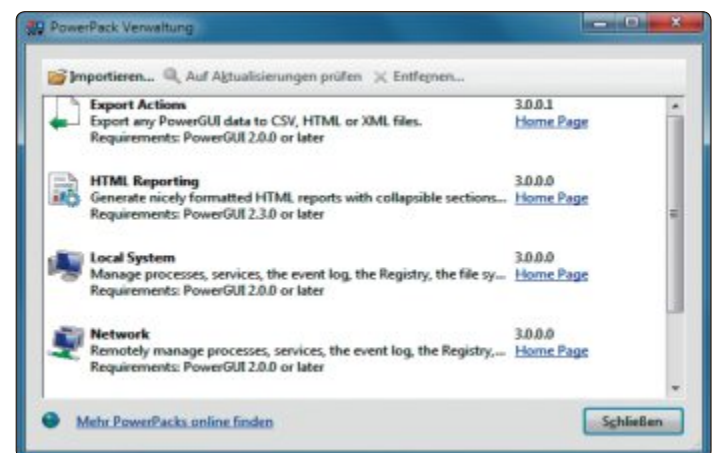 PowerPack Verwaltung
Importieren... Auf Aktualisierungen prüfen Entfernen...
Export Actions 3.0.0.1
Export any PowerGUI data to CSV, HTML or XML files. Home Page
Requirements: PowerGUI 2.0.0 or later
HTML Reporting 3.0.0.0
Generate nicely formatted HTML reports with collapsible sections... Home Page
Requirements: PowerGUI 2.3.0 or later
Local System 3.0.0.0
Manage processes, services, the event log, the Registry, the file sy... Home Page
Requirements: PowerGUI 2.0.0 or later
Network 3.0.0.0
Remotely manage processes, services, the event log, the Registry,... Home Page
Requirements: PowerGUI 2.0.0 or later
Mehr PowerPacks online finden Schließen